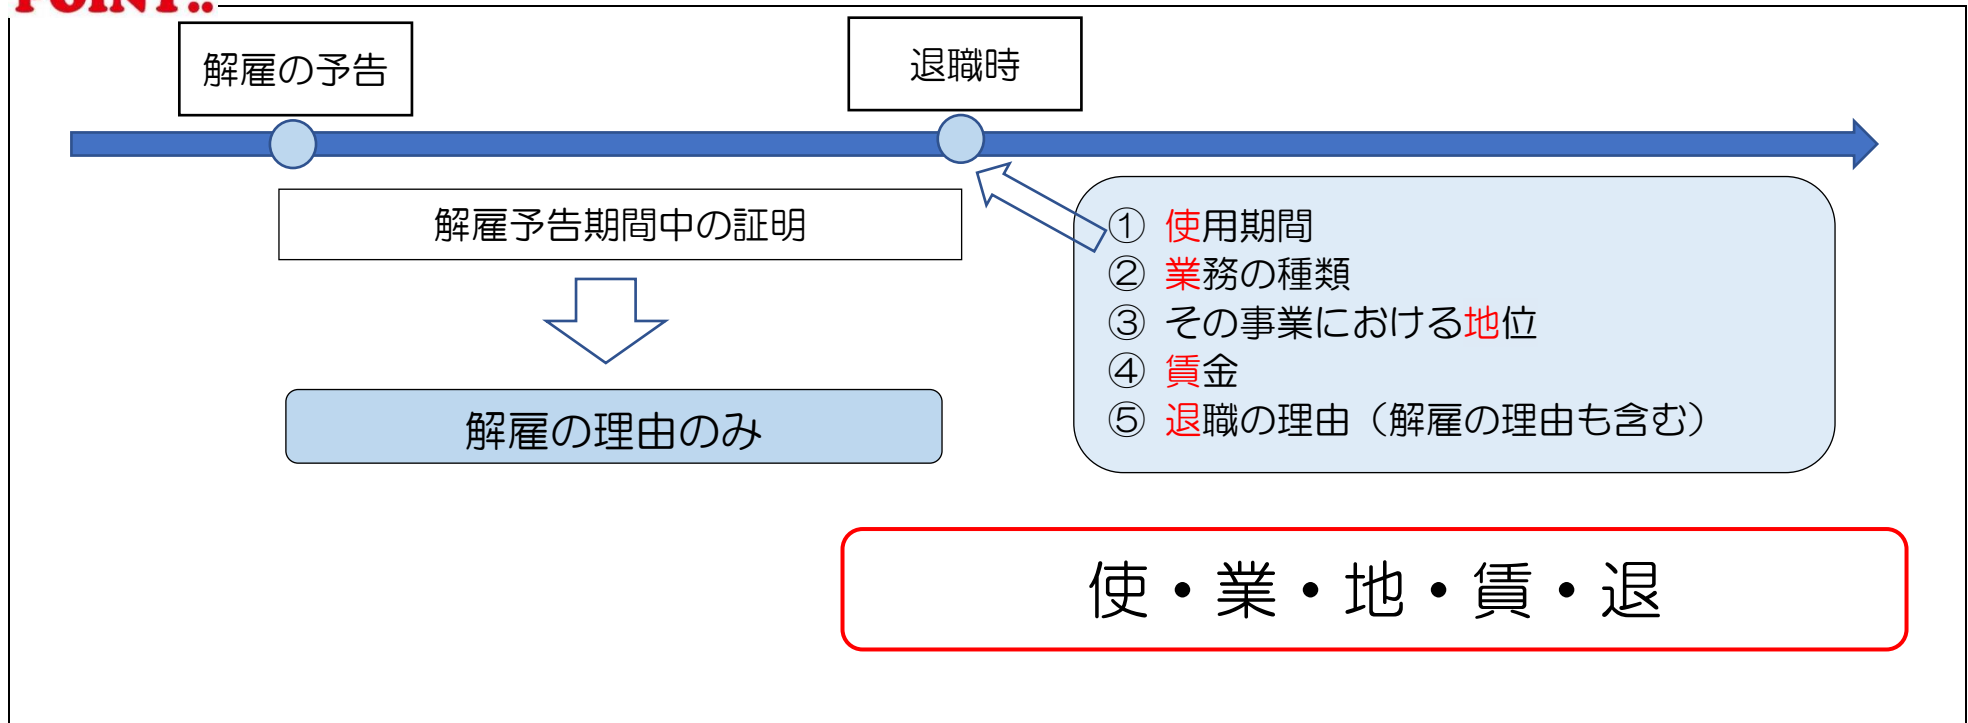 POINT!!
解雇の予告
退職時
解雇予告期間中の証明
解雇の理由のみ
① 使用期間
② 業務の種類
③ その事業における地位
④ 賃金
⑤ 退職の理由（解雇の理由も含む）
使・業・地・賃・退